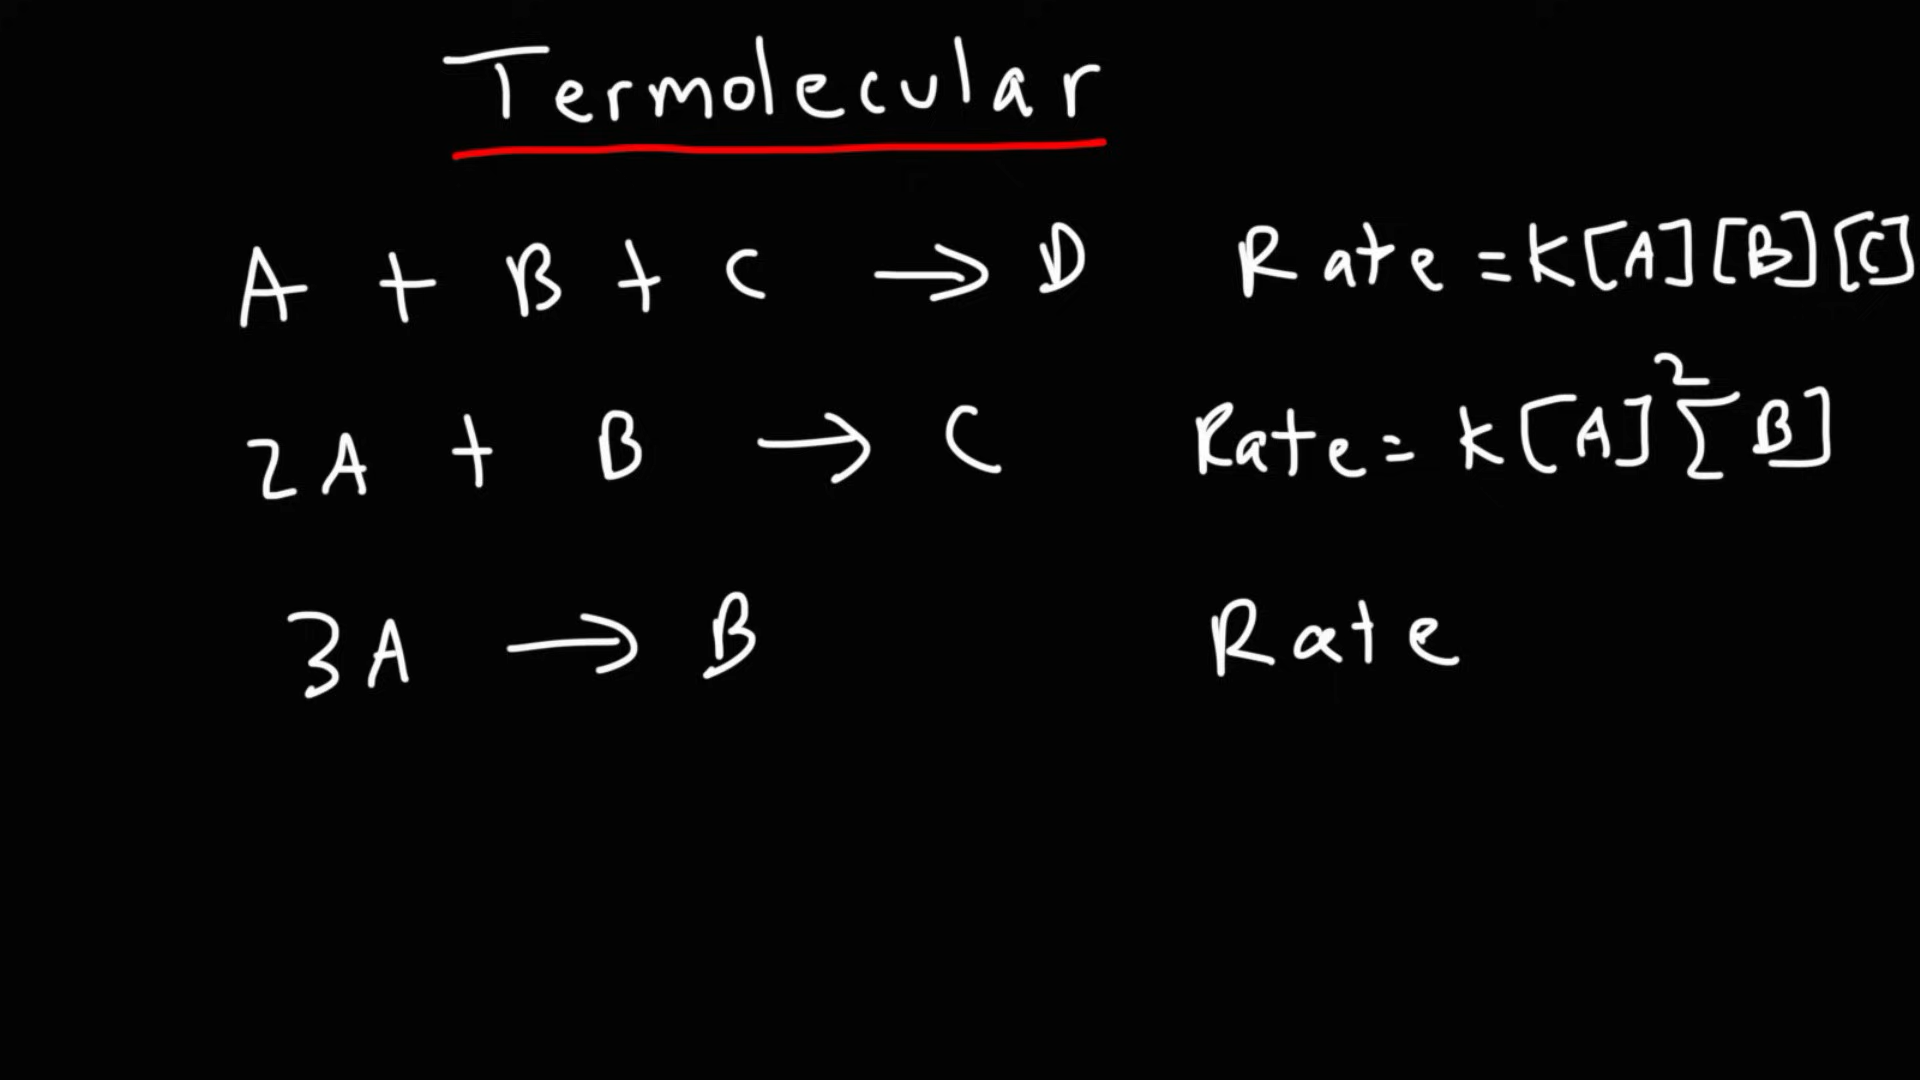 Termolecular
A + B + C → D Rate = K[A][B][C]
2A + B → C Rate = K[A]²[B]
3A → B Rate